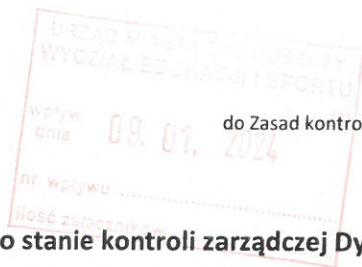 URZĄD MIASTA BYDGOSZCZY
WYDZIAŁ EDUKACJI I SPORTU
wpływ
dnia 09. 01. 2024
do Zasad kontro
nr wpływu
ilość załączników
o stanie kontroli zarządczej Dy